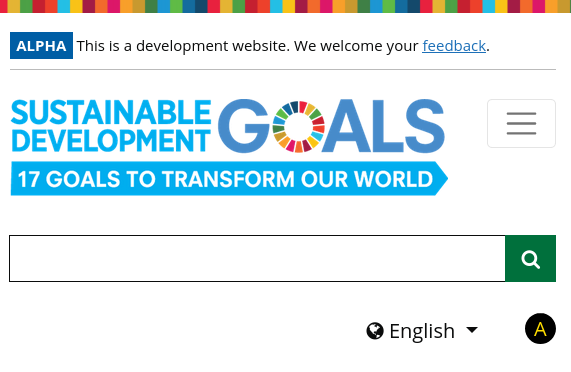 ALPHA This is a development website. We welcome your feedback.
SUSTAINABLE
DEVELOPMENT GOALS
17 GOALS TO TRANSFORM OUR WORLD
English
A